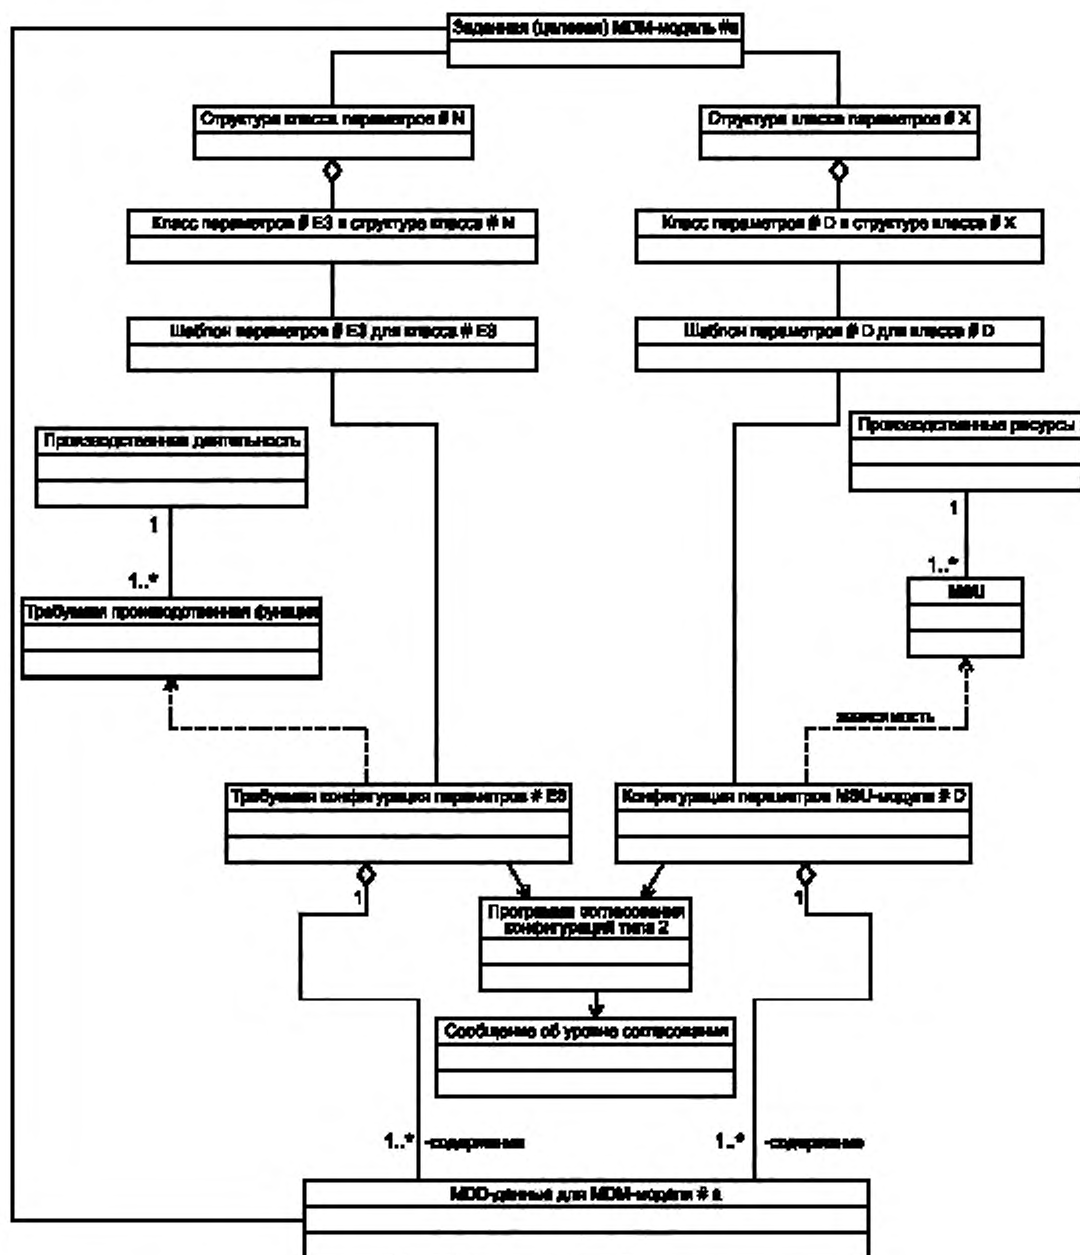 Заданная (целевая) MDM-модель #a
Структура класса параметров # N
Структура класса параметров # X
Класс параметров # E3 в структуре класса # N
Класс параметров # D в структуре класса # X
Шаблон параметров # E3 для класса # E3
Шаблон параметров # D для класса # D
Производственная деятельность
Производственные ресурсы
1
1
1..*
1..*
Требуемая производственная функция
MSU
зависимость
Требуемая конфигурация параметров # E3
Конфигурация параметров MSU-модуля # D
1
1
Программа согласования
конфигураций типа 2
Сообщение об уровне согласования
1..* -содержание
1..* -содержание
MDD-данные для MDM-модели # a